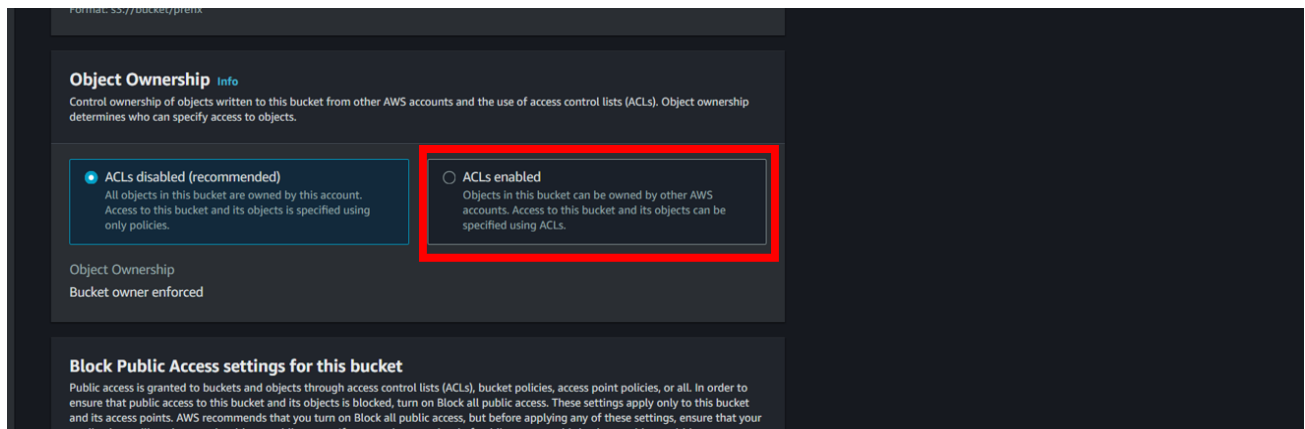 Format: s3://bucket/prefix
Object Ownership Info
Control ownership of objects written to this bucket from other AWS accounts and the use of access control lists (ACLs). Object ownership
determines who can specify access to objects.
ACLs disabled (recommended)
All objects in this bucket are owned by this account.
Access to this bucket and its objects is specified using
only policies.
ACLs enabled
Objects in this bucket can be owned by other AWS
accounts. Access to this bucket and its objects can be
specified using ACLs.
Object Ownership
Bucket owner enforced
Block Public Access settings for this bucket
Public access is granted to buckets and objects through access control lists (ACLs), bucket policies, access point policies, or all. In order to
ensure that public access to this bucket and its objects is blocked, turn on Block all public access. These settings apply only to this bucket
and its access points. AWS recommends that you turn on Block all public access, but before applying any of these settings, ensure that your